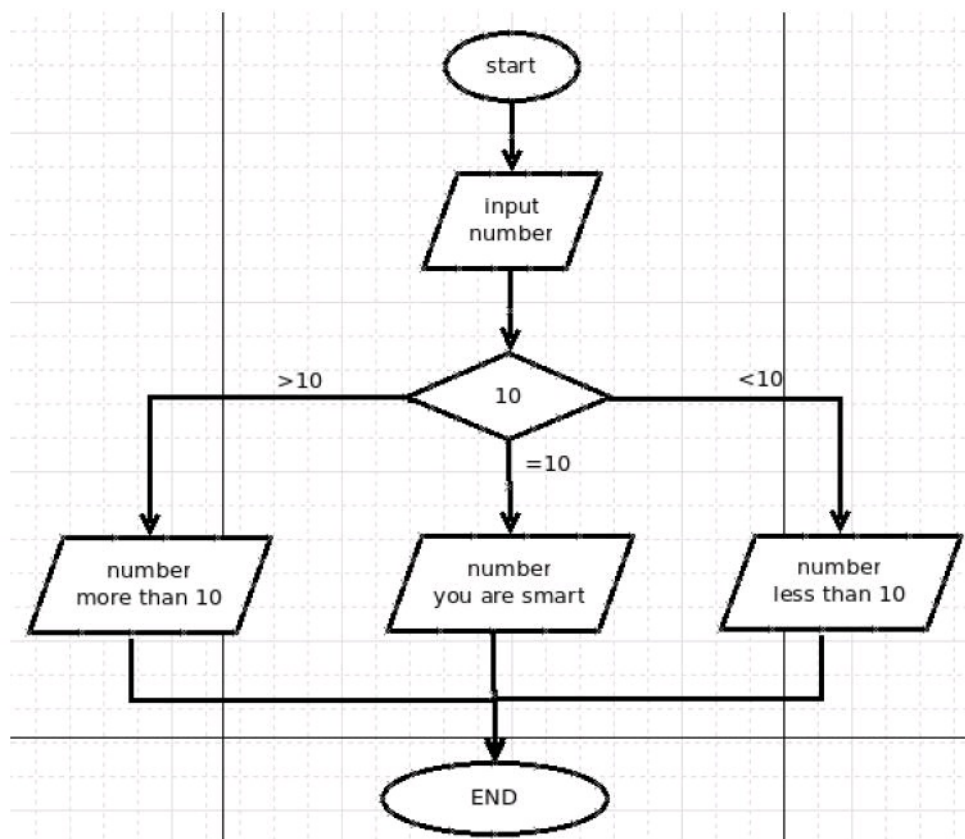 start
input
number
10
>10
<10
=10
number
more than 10
number
you are smart
number
less than 10
END